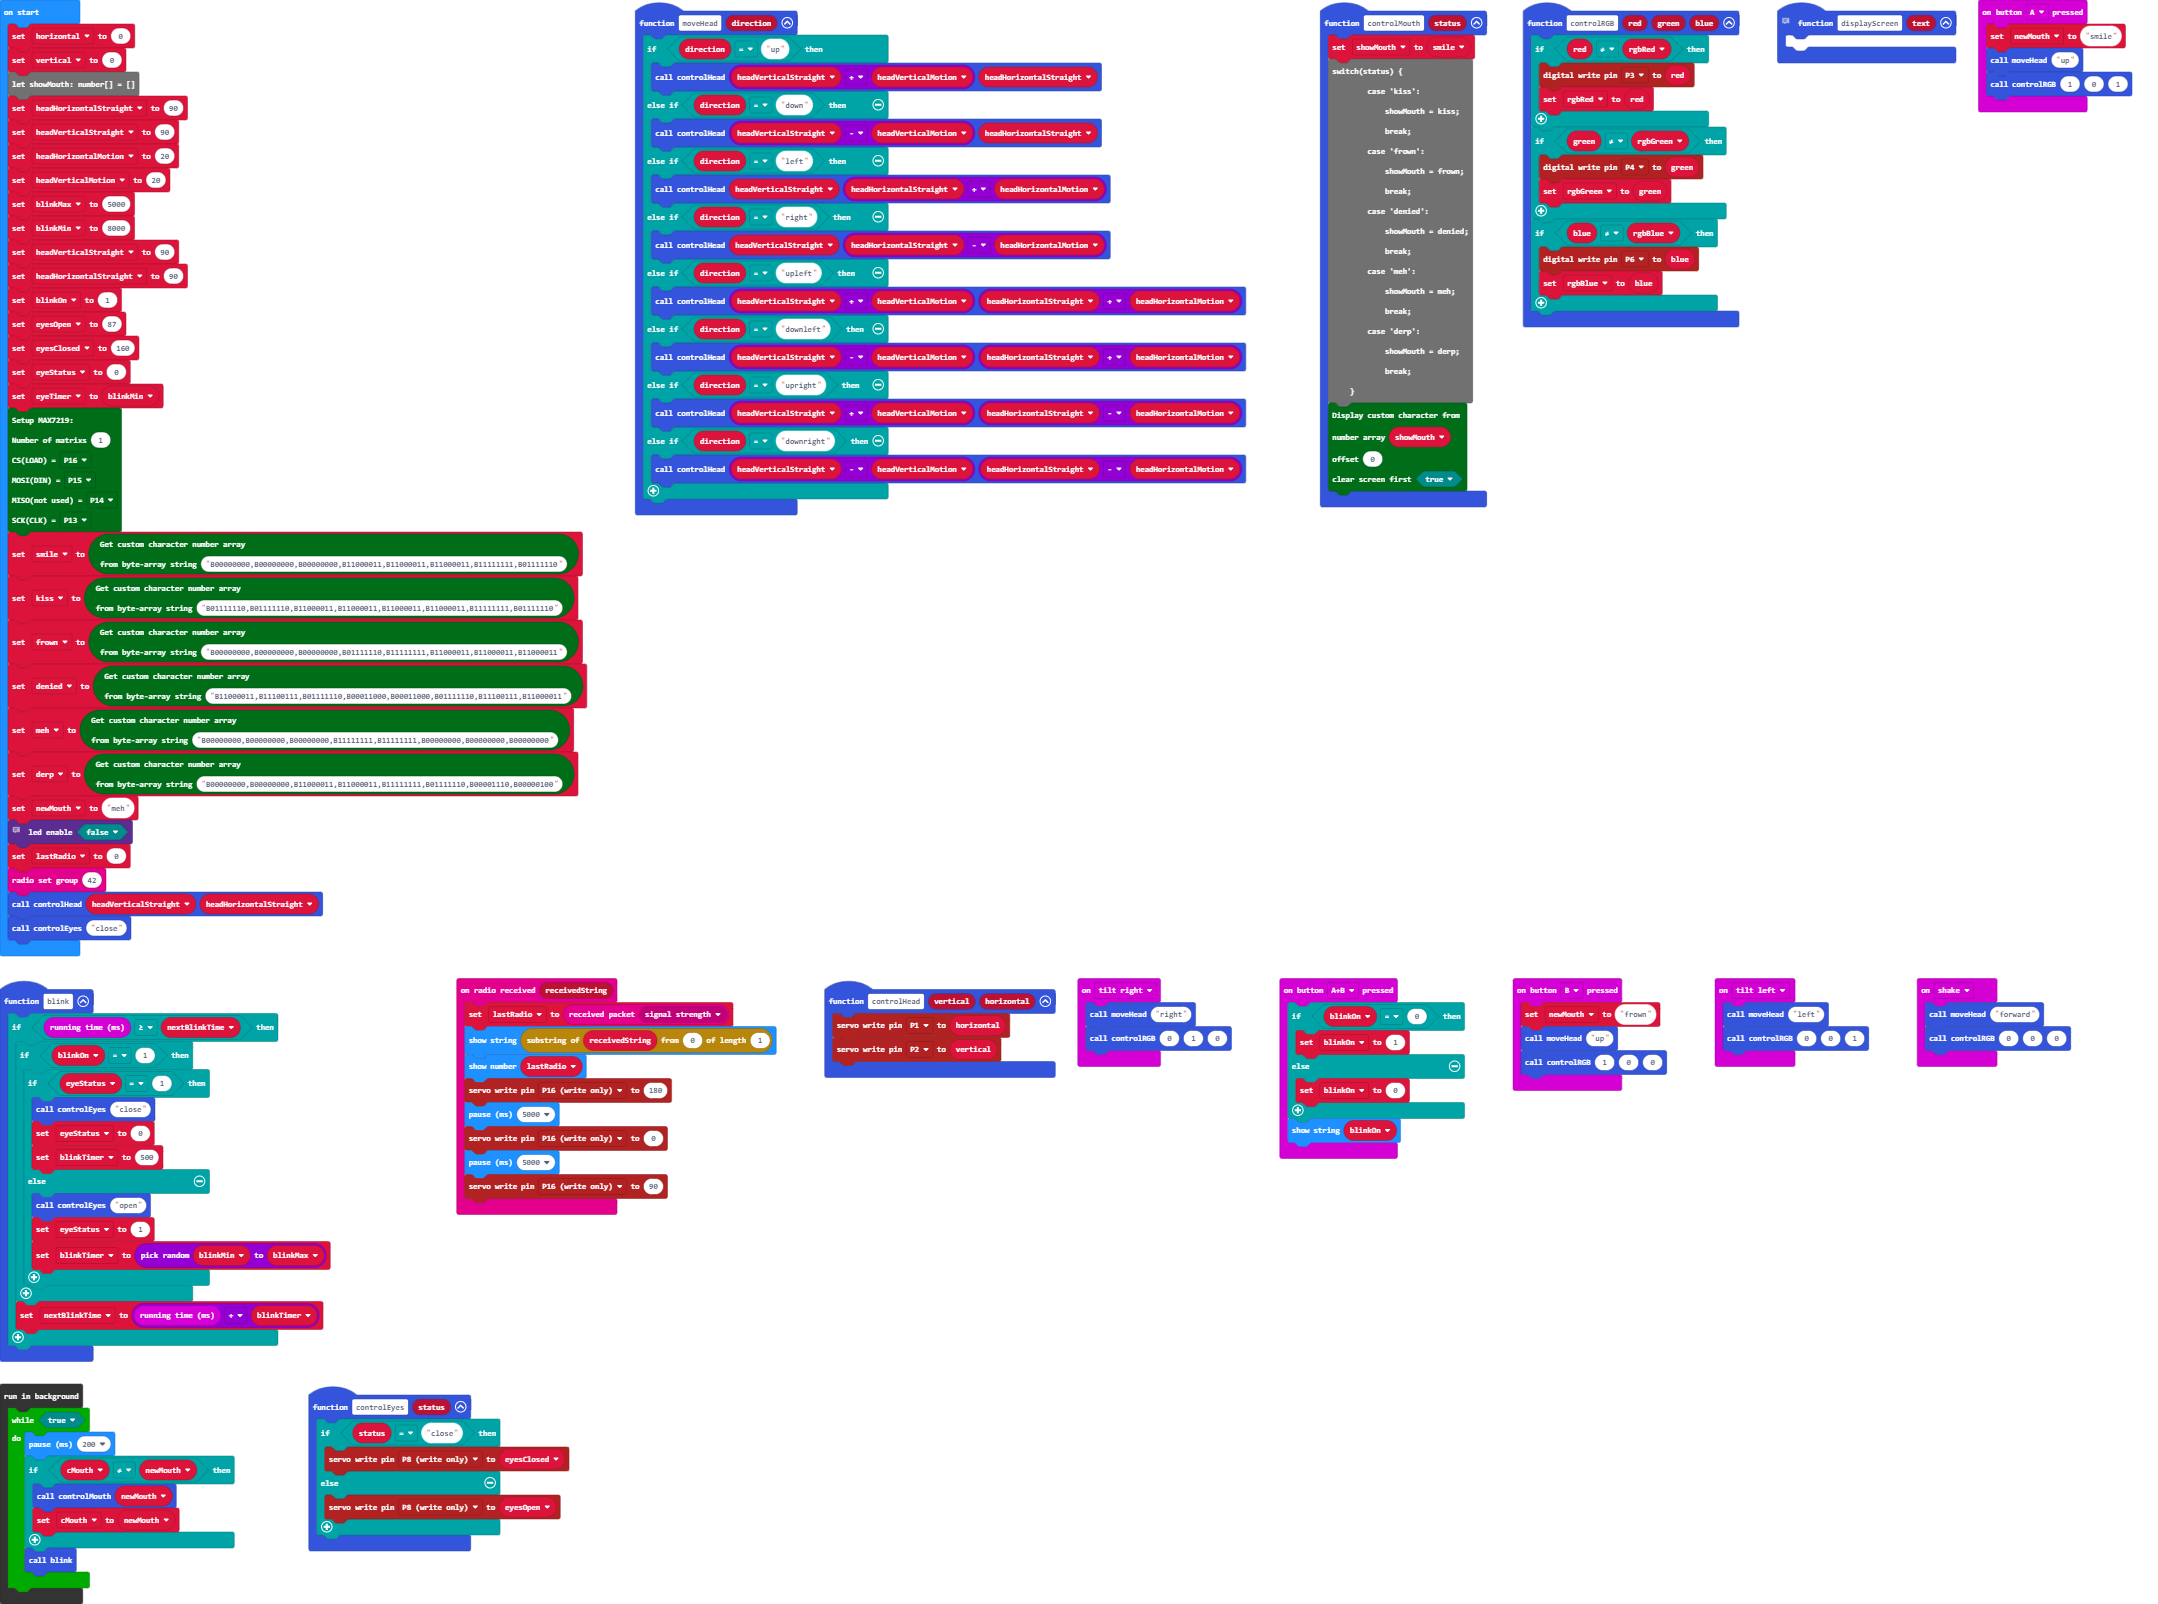 on start
set horizontal to 0
set vertical to 0
let showMouth: number[] = []
set headHorizontalStraight to 90
set headVerticalStraight to 90
set headHorizontalMotion to 20
set headVerticalMotion to 20
set blinkMax to 5000
set blinkMin to 8000
set headVerticalStraight to 90
set headHorizontalStraight to 90
set blinkOn to 1
set eyesOpen to 87
set eyesClosed to 160
set eyeStatus to 0
set eyeTimer to blinkMin
Setup MAX7219:
Number of matrixs 1
CS(LOAD) = P16
MOSI(DIN) = P15
MISO(not used) = P14
SCK(CLK) = P13
set smile to Get custom character number array
from byte-array string "B00000000,B00000000,B00000000,B11000011,B11000011,B11000011,B11111111,B01111110"
set kiss to Get custom character number array
from byte-array string "B01111110,B01111110,B11000011,B11000011,B11000011,B11000011,B11111111,B01111110"
set frown to Get custom character number array
from byte-array string "B00000000,B00000000,B00000000,B01111110,B11111111,B11000011,B11000011,B11000011"
set denied to Get custom character number array
from byte-array string "B11000011,B11100111,B01111110,B00011000,B00011000,B01111110,B11100111,B11000011"
set meh to Get custom character number array
from byte-array string "B00000000,B00000000,B00000000,B11111111,B11111111,B00000000,B00000000,B00000000"
set derp to Get custom character number array
from byte-array string "B00000000,B00000000,B11000011,B11000011,B11111111,B01111110,B00001110,B00000100"
set newMouth to "meh"
led enable false
set lastRadio to 0
radio set group 42
call controlHead headVerticalStraight headHorizontalStraight
call controlEyes "close"
function moveHead direction
if direction = "up" then
call controlHead headVerticalStraight + headVerticalMotion headHorizontalStraight
else if direction = "down" then
call controlHead headVerticalStraight - headVerticalMotion headHorizontalStraight
else if direction = "left" then
call controlHead headVerticalStraight headHorizontalStraight + headHorizontalMotion
else if direction = "right" then
call controlHead headVerticalStraight headHorizontalStraight - headHorizontalMotion
else if direction = "upleft" then
call controlHead headVerticalStraight + headVerticalMotion headHorizontalStraight + headHorizontalMotion
else if direction = "downleft" then
call controlHead headVerticalStraight - headVerticalMotion headHorizontalStraight + headHorizontalMotion
else if direction = "upright" then
call controlHead headVerticalStraight + headVerticalMotion headHorizontalStraight - headHorizontalMotion
else if direction = "downright" then
call controlHead headVerticalStraight - headVerticalMotion headHorizontalStraight - headHorizontalMotion
function controlMouth status
set showMouth to smile
switch(status) {
case 'kiss':
showMouth = kiss;
break;
case 'frown':
showMouth = frown;
break;
case 'denied':
showMouth = denied;
break;
case 'meh':
showMouth = meh;
break;
case 'derp':
showMouth = derp;
break;
}
Display custom character from
number array showMouth
offset 0
clear screen first true
function controlRGB red green blue
if red ≠ rgbRed then
digital write pin P3 to red
set rgbRed to red
if green ≠ rgbGreen then
digital write pin P4 to green
set rgbGreen to green
if blue ≠ rgbBlue then
digital write pin P6 to blue
set rgbBlue to blue
function displayScreen text
on button A pressed
set newMouth to "smile"
call moveHead "up"
call controlRGB 1 0 1
function blink
if running time (ms) ≥ nextBlinkTime then
if blinkOn = 1 then
if eyeStatus = 1 then
call controlEyes "close"
set eyeStatus to 0
set blinkTimer to 500
else
call controlEyes "open"
set eyeStatus to 1
set blinkTimer to pick random blinkMin to blinkMax
set nextBlinkTime to running time (ms) + blinkTimer
on radio received receivedString
set lastRadio to received packet signal strength
show string substring of receivedString from 0 of length 1
show number lastRadio
servo write pin P16 (write only) to 180
pause (ms) 5000
servo write pin P16 (write only) to 0
pause (ms) 5000
servo write pin P16 (write only) to 90
function controlHead vertical horizontal
servo write pin P1 to horizontal
servo write pin P2 to vertical
on tilt right
call moveHead "right"
call controlRGB 0 1 0
on button A+B pressed
if blinkOn = 0 then
set blinkOn to 1
else
set blinkOn to 0
show string blinkOn
on button B pressed
set newMouth to "frown"
call moveHead "up"
call controlRGB 1 0 0
on tilt left
call moveHead "left"
call controlRGB 0 0 1
on shake
call moveHead "forward"
call controlRGB 0 0 0
run in background
while true
do pause (ms) 200
if cMouth ≠ newMouth then
call controlMouth newMouth
set cMouth to newMouth
call blink
function controlEyes status
if status = "close" then
servo write pin P8 (write only) to eyesClosed
else
servo write pin P8 (write only) to eyesOpen